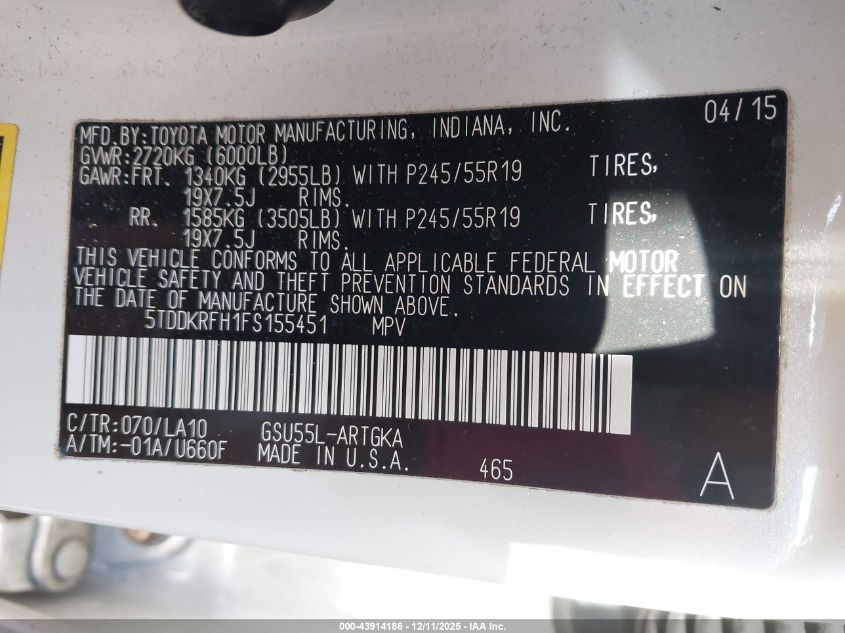 04/15
MFD.BY:TOYOTA MOTOR MANUFACTURING, INDIANA, INC.
GVWR:2720KG (6000LB)
GAWR:FRT. 1340KG (2955LB) WITH P245/55R19 TIRES,
19X7.5J RIMS.
RR. 1585KG (3505LB) WITH P245/55R19 TIRES,
19X7.5J RIMS.
THIS VEHICLE CONFORMS TO ALL APPLICABLE FEDERAL MOTOR
VEHICLE SAFETY AND THEFT PREVENTION STANDARDS IN EFFECT ON
THE DATE OF MANUFACTURE SHOWN ABOVE.
5TDDKRFH1FS155451 MPV
C/TR:070/LA10 GSU55L-ARTGKA
A/TM:-01A/U660F MADE IN U.S.A. 465 A
000-43914186 - 12/11/2025 - IAA Inc.